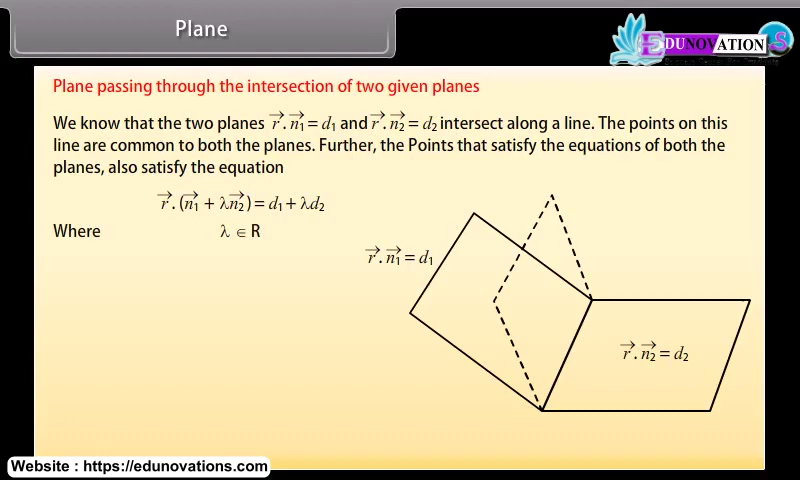 Plane
EDUNOVATION S
Plane passing through the intersection of two given planes
We know that the two planes r⃗ . n⃗₁ = d₁ and r⃗ . n⃗₂ = d₂ intersect along a line. The points on this
line are common to both the planes. Further, the Points that satisfy the equations of both the
planes, also satisfy the equation
r⃗ . (n⃗₁ + λn⃗₂) = d₁ + λd₂
Where λ ∈ R
r⃗ . n⃗₁ = d₁
r⃗ . n⃗₂ = d₂
Website : https://edunovations.com